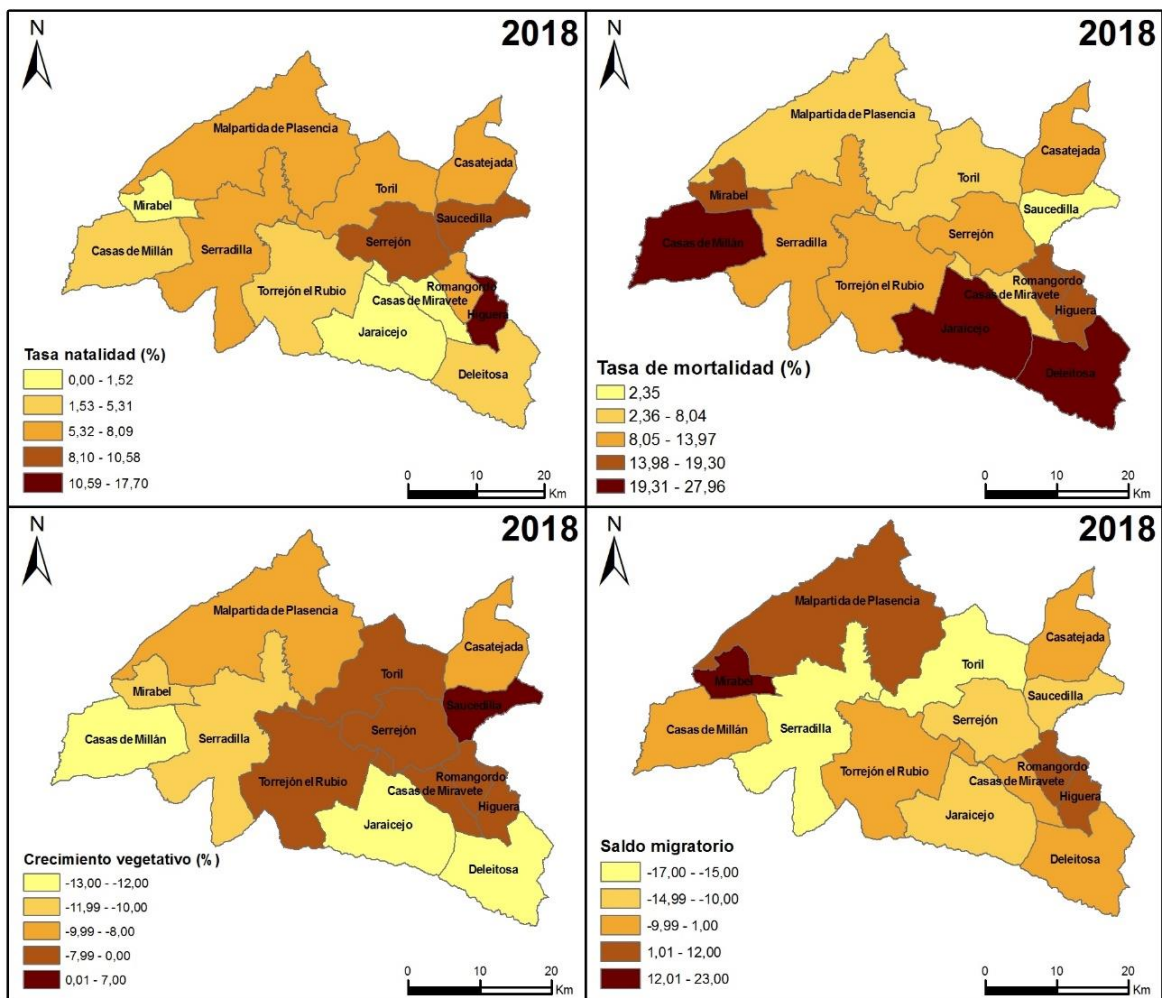 N
2018
Malpartida de Plasencia
Casatejada
Toril
Mirabel
Saucedilla
Serrejón
Casas de Millán
Serradilla
Romangordo
Torrejón el Rubio
Casas de Miravete
Higuera
Jaraicejo
Deleitosa
Tasa natalidad (%)
0,00 - 1,52
1,53 - 5,31
5,32 - 8,09
8,10 - 10,58
10,59 - 17,70
0 10 20
Km
N
2018
Malpartida de Plasencia
Casatejada
Toril
Mirabel
Saucedilla
Serrejón
Casas de Millán
Serradilla
Romangordo
Torrejón el Rubio
Casas de Miravete
Higuera
Jaraicejo
Deleitosa
Tasa de mortalidad (%)
2,35
2,36 - 8,04
8,05 - 13,97
13,98 - 19,30
19,31 - 27,96
0 10 20
Km
N
2018
Malpartida de Plasencia
Casatejada
Toril
Mirabel
Saucedilla
Serrejón
Casas de Millán
Serradilla
Romangordo
Torrejón el Rubio
Casas de Miravete
Higuera
Jaraicejo
Deleitosa
Crecimiento vegetativo (%)
-13,00 - -12,00
-11,99 - -10,00
-9,99 - -8,00
-7,99 - 0,00
0,01 - 7,00
0 10 20
Km
N
2018
Malpartida de Plasencia
Casatejada
Toril
Mirabel
Saucedilla
Serrejón
Casas de Millán
Serradilla
Romangordo
Torrejón el Rubio
Casas de Miravete
Higuera
Jaraicejo
Deleitosa
Saldo migratorio
-17,00 - -15,00
-14,99 - -10,00
-9,99 - 1,00
1,01 - 12,00
12,01 - 23,00
0 10 20
Km